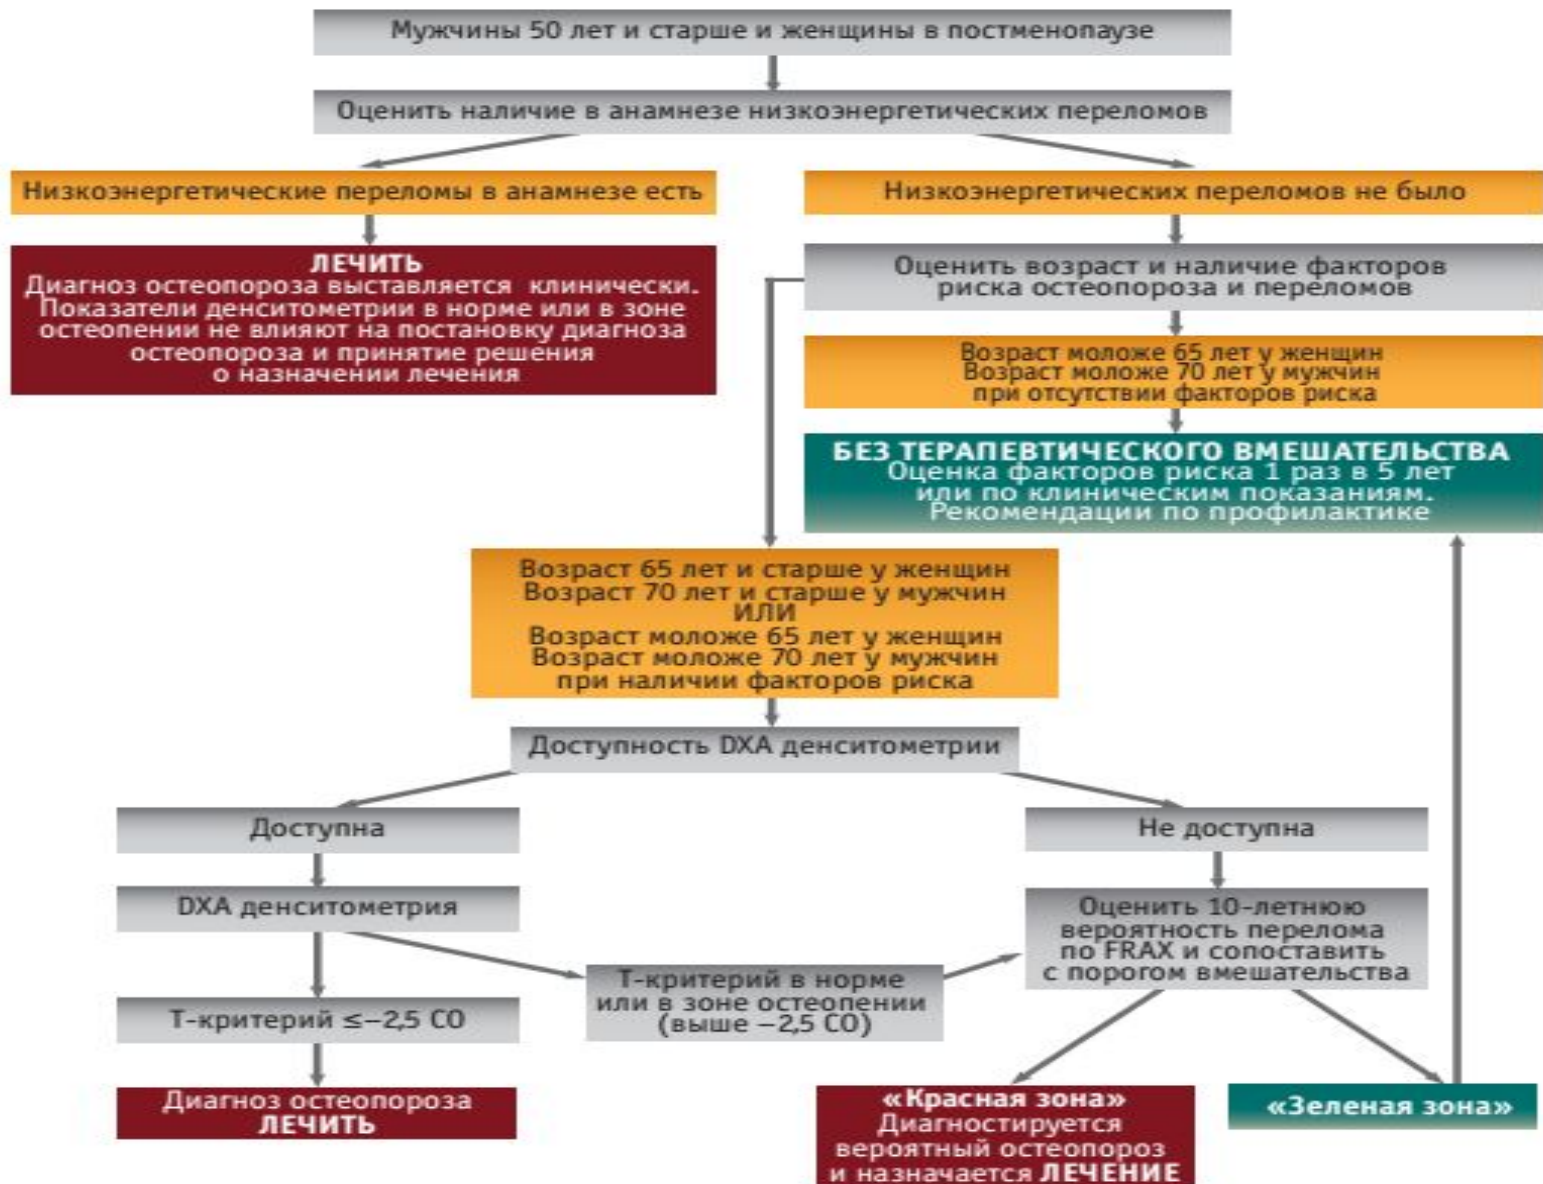 Мужчины 50 лет и старше и женщины в постменопаузе
Оценить наличие в анамнезе низкоэнергетических переломов
Низкоэнергетические переломы в анамнезе есть
Низкоэнергетических переломов не было
ЛЕЧИТЬ
Диагноз остеопороза выставляется клинически.
Показатели денситометрии в норме или в зоне
остеопении не влияют на постановку диагноза
остеопороза и принятие решения
о назначении лечения
Оценить возраст и наличие факторов
риска остеопороза и переломов
Возраст моложе 65 лет у женщин
Возраст моложе 70 лет у мужчин
при отсутствии факторов риска
БЕЗ ТЕРАПЕВТИЧЕСКОГО ВМЕШАТЕЛЬСТВА
Оценка факторов риска 1 раз в 5 лет
или по клиническим показаниям.
Рекомендации по профилактике
Возраст 65 лет и старше у женщин
Возраст 70 лет и старше у мужчин
ИЛИ
Возраст моложе 65 лет у женщин
Возраст моложе 70 лет у мужчин
при наличии факторов риска
Доступность DXA денситометрии
Доступна
Не доступна
DXA денситометрия
Оценить 10-летнюю
вероятность перелома
по FRAX и сопоставить
с порогом вмешательства
Т-критерий в норме
или в зоне остеопении
(выше −2,5 СО)
Т-критерий ≤−2,5 СО
Диагноз остеопороза
ЛЕЧИТЬ
«Красная зона»
Диагностируется
вероятный остеопороз
и назначается ЛЕЧЕНИЕ
«Зеленая зона»